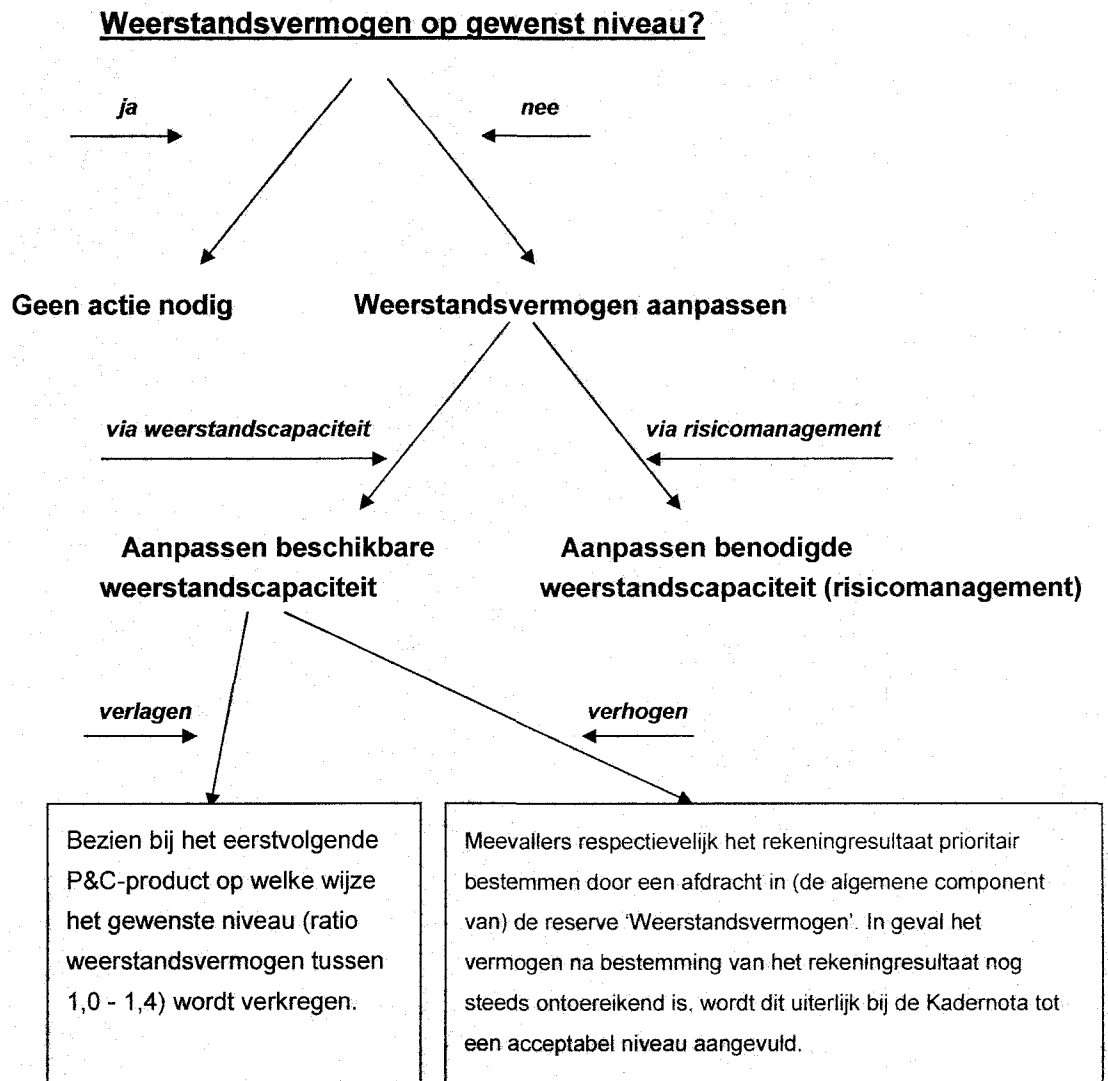 Weerstandsvermogen op gewenst niveau?
ja
nee
Geen actie nodig
Weerstandsvermogen aanpassen
via weerstandscapaciteit
via risicomanagement
Aanpassen beschikbare
weerstandscapaciteit
Aanpassen benodigde
weerstandscapaciteit (risicomanagement)
verlagen
verhogen
Bezien bij het eerstvolgende
P&C-product op welke wijze
het gewenste niveau (ratio
weerstandsvermogen tussen
1,0 - 1,4) wordt verkregen.
Meevallers respectievelijk het rekeningresultaat prioritair
bestemmen door een afdracht in (de algemene component
van) de reserve 'Weerstandsvermogen'. In geval het
vermogen na bestemming van het rekeningresultaat nog
steeds ontoereikend is, wordt dit uiterlijk bij de Kadernota tot
een acceptabel niveau aangevuld.